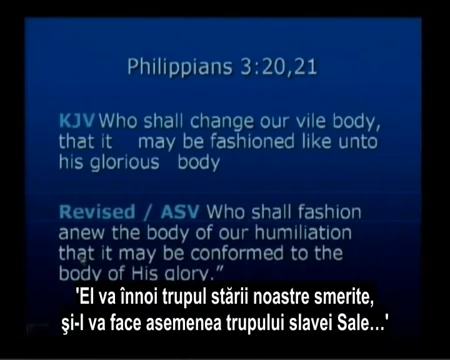 Philippians 3:20,21
KJV Who shall change our vile body,
that it may be fashioned like unto
his glorious body
Revised / ASV Who shall fashion
anew the body of our humiliation
that it may be conformed to the
body of His glory.”
'El va înnoi trupul stării noastre smerite,
şi-l va face asemenea trupului slavei Sale…'